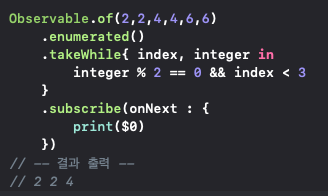 Observable.of(2,2,4,4,6,6)
    .enumerated()
    .takeWhile{ index, integer in
        integer % 2 == 0 && index < 3
    }
    .subscribe(onNext : {
        print($0)
    })
// -- 결과 출력 --
// 2 2 4